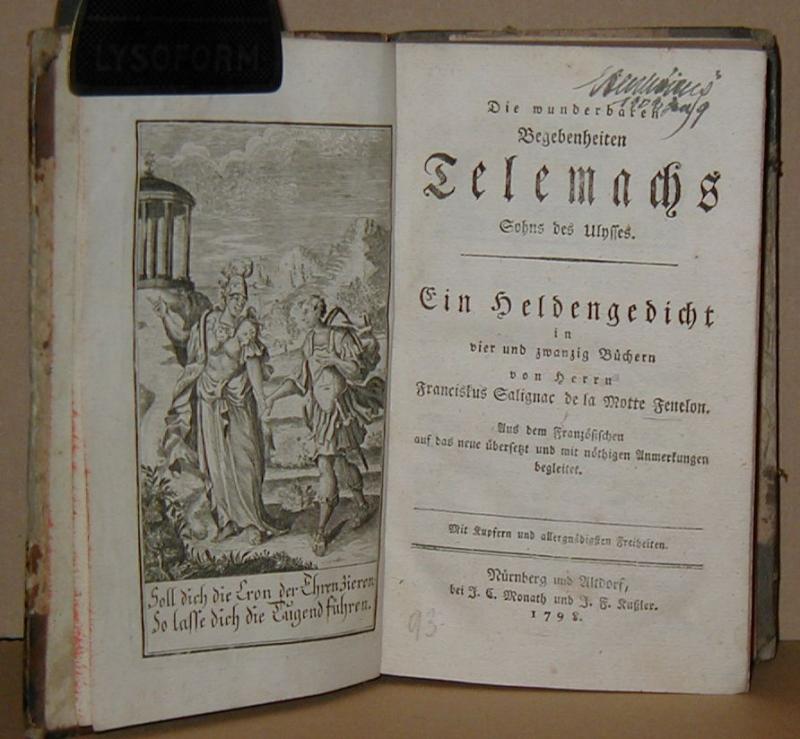 LYSOFORM
Soll dich die Cron der Ehren zieren
So lasse dich die Tugend führen.
Die wunderbaren
Begebenheiten
Telemachs
Sohns des Ulysses.
Ein Heldengedicht
in
vier und zwanzig Büchern
von Herrn
Franciskus Salignac de la Motte Fenelon.
Aus dem Französischen
auf das neue übersetzt und mit nöthigen Anmerkungen
begleitet.
Mit Kupfern und allergnädigsten Freiheiten.
Nürnberg und Altdorf,
bei J. C. Monath und J. F. Kußler.
1798.
93